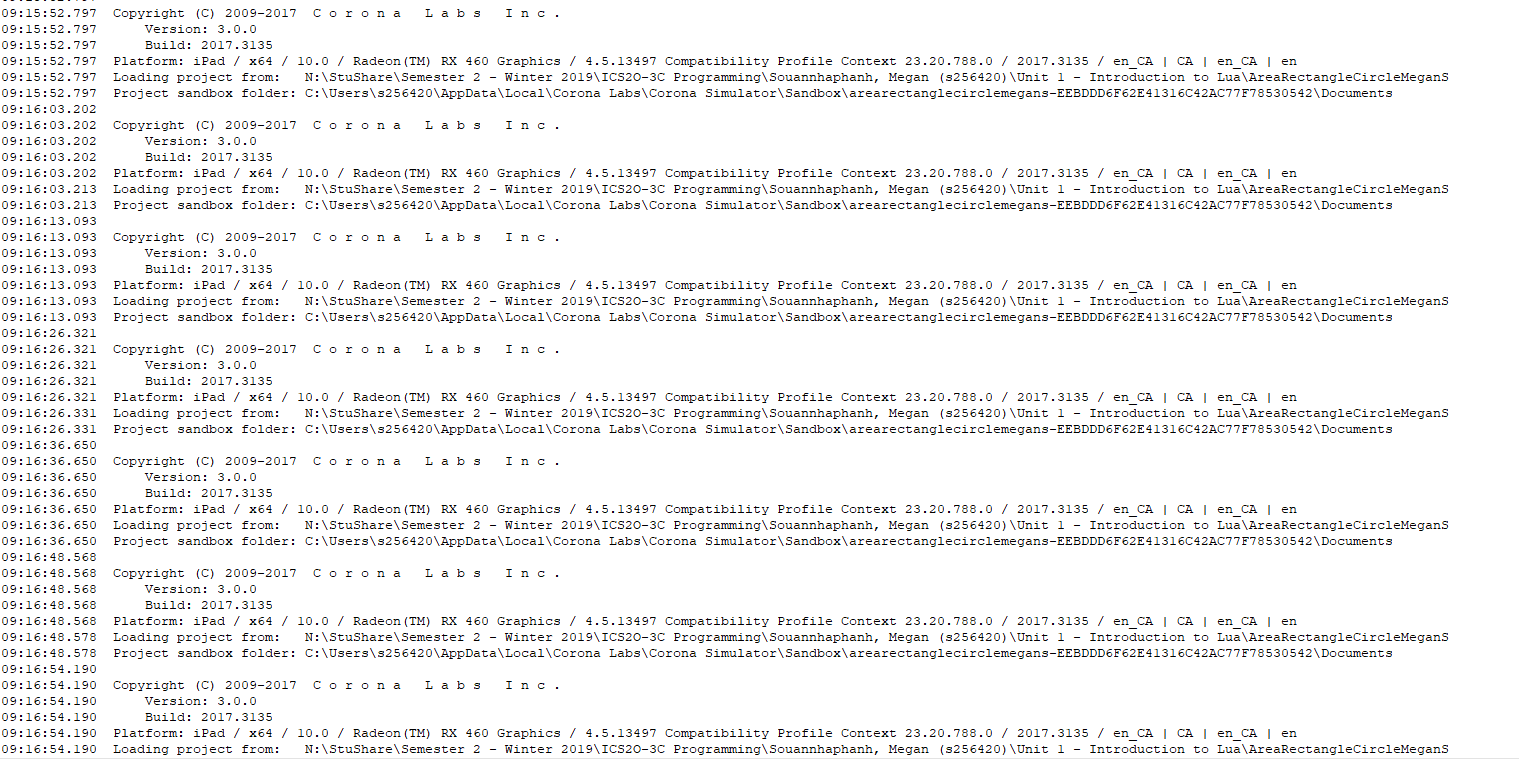 09:15:52.797 Copyright (C) 2009-2017 C o r o n a L a b s I n c .
09:15:52.797 Version: 3.0.0
09:15:52.797 Build: 2017.3135
09:15:52.797 Platform: iPad / x64 / 10.0 / Radeon(TM) RX 460 Graphics / 4.5.13497 Compatibility Profile Context 23.20.788.0 / 2017.3135 / en_CA | CA | en_CA | en
09:15:52.797 Loading project from: N:\StuShare\Semester 2 - Winter 2019\ICS2O-3C Programming\Souannhaphanh, Megan (s256420)\Unit 1 - Introduction to Lua\AreaRectangleCircleMeganS
09:15:52.797 Project sandbox folder: C:\Users\s256420\AppData\Local\Corona Labs\Corona Simulator\Sandbox\arearectanglecirclemegans-EEBDDD6F62E41316C42AC77F78530542\Documents
09:16:03.202
09:16:03.202 Copyright (C) 2009-2017 C o r o n a L a b s I n c .
09:16:03.202 Version: 3.0.0
09:16:03.202 Build: 2017.3135
09:16:03.202 Platform: iPad / x64 / 10.0 / Radeon(TM) RX 460 Graphics / 4.5.13497 Compatibility Profile Context 23.20.788.0 / 2017.3135 / en_CA | CA | en_CA | en
09:16:03.213 Loading project from: N:\StuShare\Semester 2 - Winter 2019\ICS2O-3C Programming\Souannhaphanh, Megan (s256420)\Unit 1 - Introduction to Lua\AreaRectangleCircleMeganS
09:16:03.213 Project sandbox folder: C:\Users\s256420\AppData\Local\Corona Labs\Corona Simulator\Sandbox\arearectanglecirclemegans-EEBDDD6F62E41316C42AC77F78530542\Documents
09:16:13.093
09:16:13.093 Copyright (C) 2009-2017 C o r o n a L a b s I n c .
09:16:13.093 Version: 3.0.0
09:16:13.093 Build: 2017.3135
09:16:13.093 Platform: iPad / x64 / 10.0 / Radeon(TM) RX 460 Graphics / 4.5.13497 Compatibility Profile Context 23.20.788.0 / 2017.3135 / en_CA | CA | en_CA | en
09:16:13.093 Loading project from: N:\StuShare\Semester 2 - Winter 2019\ICS2O-3C Programming\Souannhaphanh, Megan (s256420)\Unit 1 - Introduction to Lua\AreaRectangleCircleMeganS
09:16:13.093 Project sandbox folder: C:\Users\s256420\AppData\Local\Corona Labs\Corona Simulator\Sandbox\arearectanglecirclemegans-EEBDDD6F62E41316C42AC77F78530542\Documents
09:16:26.321
09:16:26.321 Copyright (C) 2009-2017 C o r o n a L a b s I n c .
09:16:26.321 Version: 3.0.0
09:16:26.321 Build: 2017.3135
09:16:26.321 Platform: iPad / x64 / 10.0 / Radeon(TM) RX 460 Graphics / 4.5.13497 Compatibility Profile Context 23.20.788.0 / 2017.3135 / en_CA | CA | en_CA | en
09:16:26.331 Loading project from: N:\StuShare\Semester 2 - Winter 2019\ICS2O-3C Programming\Souannhaphanh, Megan (s256420)\Unit 1 - Introduction to Lua\AreaRectangleCircleMeganS
09:16:26.331 Project sandbox folder: C:\Users\s256420\AppData\Local\Corona Labs\Corona Simulator\Sandbox\arearectanglecirclemegans-EEBDDD6F62E41316C42AC77F78530542\Documents
09:16:36.650
09:16:36.650 Copyright (C) 2009-2017 C o r o n a L a b s I n c .
09:16:36.650 Version: 3.0.0
09:16:36.650 Build: 2017.3135
09:16:36.650 Platform: iPad / x64 / 10.0 / Radeon(TM) RX 460 Graphics / 4.5.13497 Compatibility Profile Context 23.20.788.0 / 2017.3135 / en_CA | CA | en_CA | en
09:16:36.650 Loading project from: N:\StuShare\Semester 2 - Winter 2019\ICS2O-3C Programming\Souannhaphanh, Megan (s256420)\Unit 1 - Introduction to Lua\AreaRectangleCircleMeganS
09:16:36.650 Project sandbox folder: C:\Users\s256420\AppData\Local\Corona Labs\Corona Simulator\Sandbox\arearectanglecirclemegans-EEBDDD6F62E41316C42AC77F78530542\Documents
09:16:48.568
09:16:48.568 Copyright (C) 2009-2017 C o r o n a L a b s I n c .
09:16:48.568 Version: 3.0.0
09:16:48.568 Build: 2017.3135
09:16:48.568 Platform: iPad / x64 / 10.0 / Radeon(TM) RX 460 Graphics / 4.5.13497 Compatibility Profile Context 23.20.788.0 / 2017.3135 / en_CA | CA | en_CA | en
09:16:48.578 Loading project from: N:\StuShare\Semester 2 - Winter 2019\ICS2O-3C Programming\Souannhaphanh, Megan (s256420)\Unit 1 - Introduction to Lua\AreaRectangleCircleMeganS
09:16:48.578 Project sandbox folder: C:\Users\s256420\AppData\Local\Corona Labs\Corona Simulator\Sandbox\arearectanglecirclemegans-EEBDDD6F62E41316C42AC77F78530542\Documents
09:16:54.190
09:16:54.190 Copyright (C) 2009-2017 C o r o n a L a b s I n c .
09:16:54.190 Version: 3.0.0
09:16:54.190 Build: 2017.3135
09:16:54.190 Platform: iPad / x64 / 10.0 / Radeon(TM) RX 460 Graphics / 4.5.13497 Compatibility Profile Context 23.20.788.0 / 2017.3135 / en_CA | CA | en_CA | en
09:16:54.190 Loading project from: N:\StuShare\Semester 2 - Winter 2019\ICS2O-3C Programming\Souannhaphanh, Megan (s256420)\Unit 1 - Introduction to Lua\AreaRectangleCircleMeganS